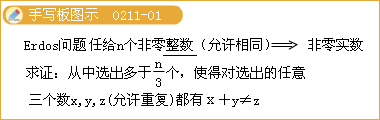 手写板图示 0211-01
Erdos问题 任给n个非零整数 (允许相同) ⟹ 非零实数
求证：从中选出多于n/3个，使得对选出的任意
三个数x,y,z(允许重复)都有 x+y≠z